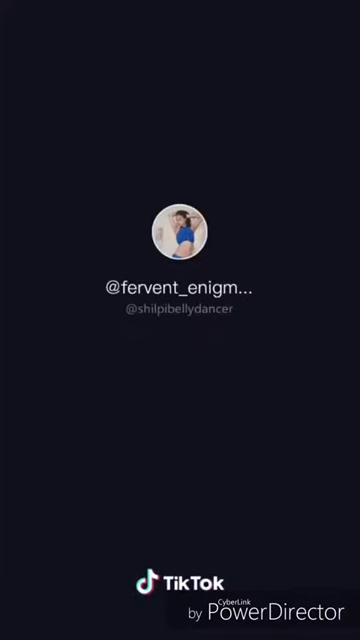 @fervent_enigm...
@shilpibellydancer
TikTok
CyberLink
by PowerDirector